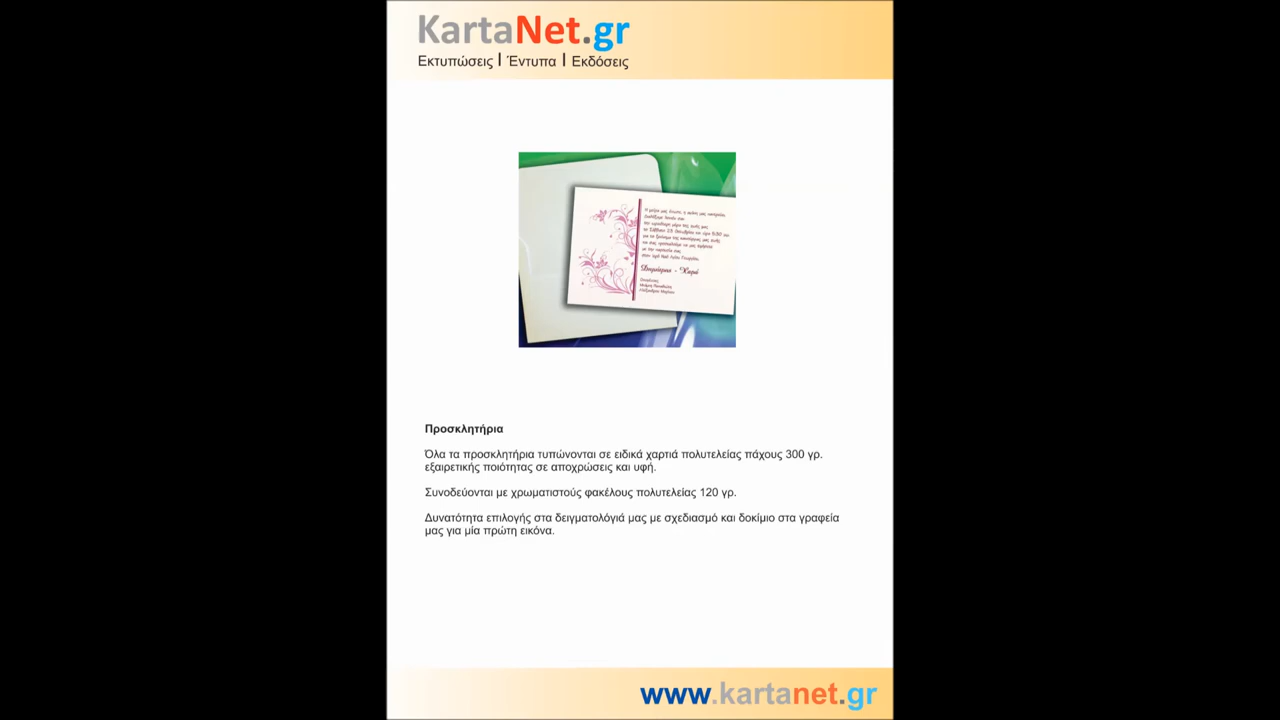 KartaNet.gr
Εκτυπώσεις | Έντυπα | Εκδόσεις
Προσκλητήρια
Όλα τα προσκλητήρια τυπώνονται σε ειδικά χαρτιά πολυτελείας πάχους 300 γρ.
εξαιρετικής ποιότητας σε αποχρώσεις και υφή.
Συνοδεύονται με χρωματιστούς φακέλους πολυτελείας 120 γρ.
Δυνατότητα επιλογής στα δειγματολόγιά μας με σχεδιασμό και δοκίμιο στα γραφεία
μας για μία πρώτη εικόνα.
www.kartanet.gr